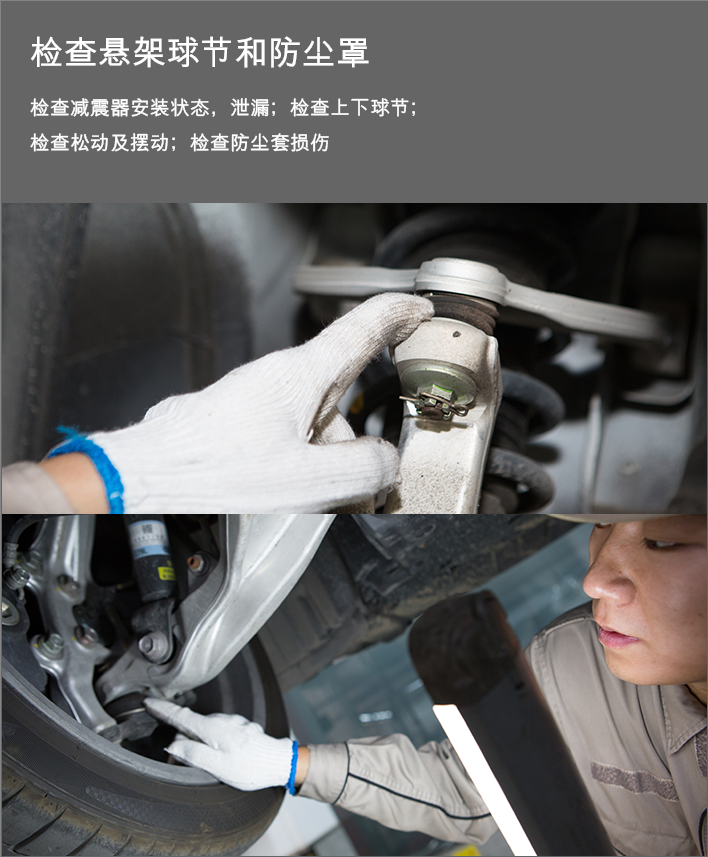 检查悬架球节和防尘罩
检查减震器安装状态，泄漏；检查上下球节；
检查松动及摆动；检查防尘套损伤